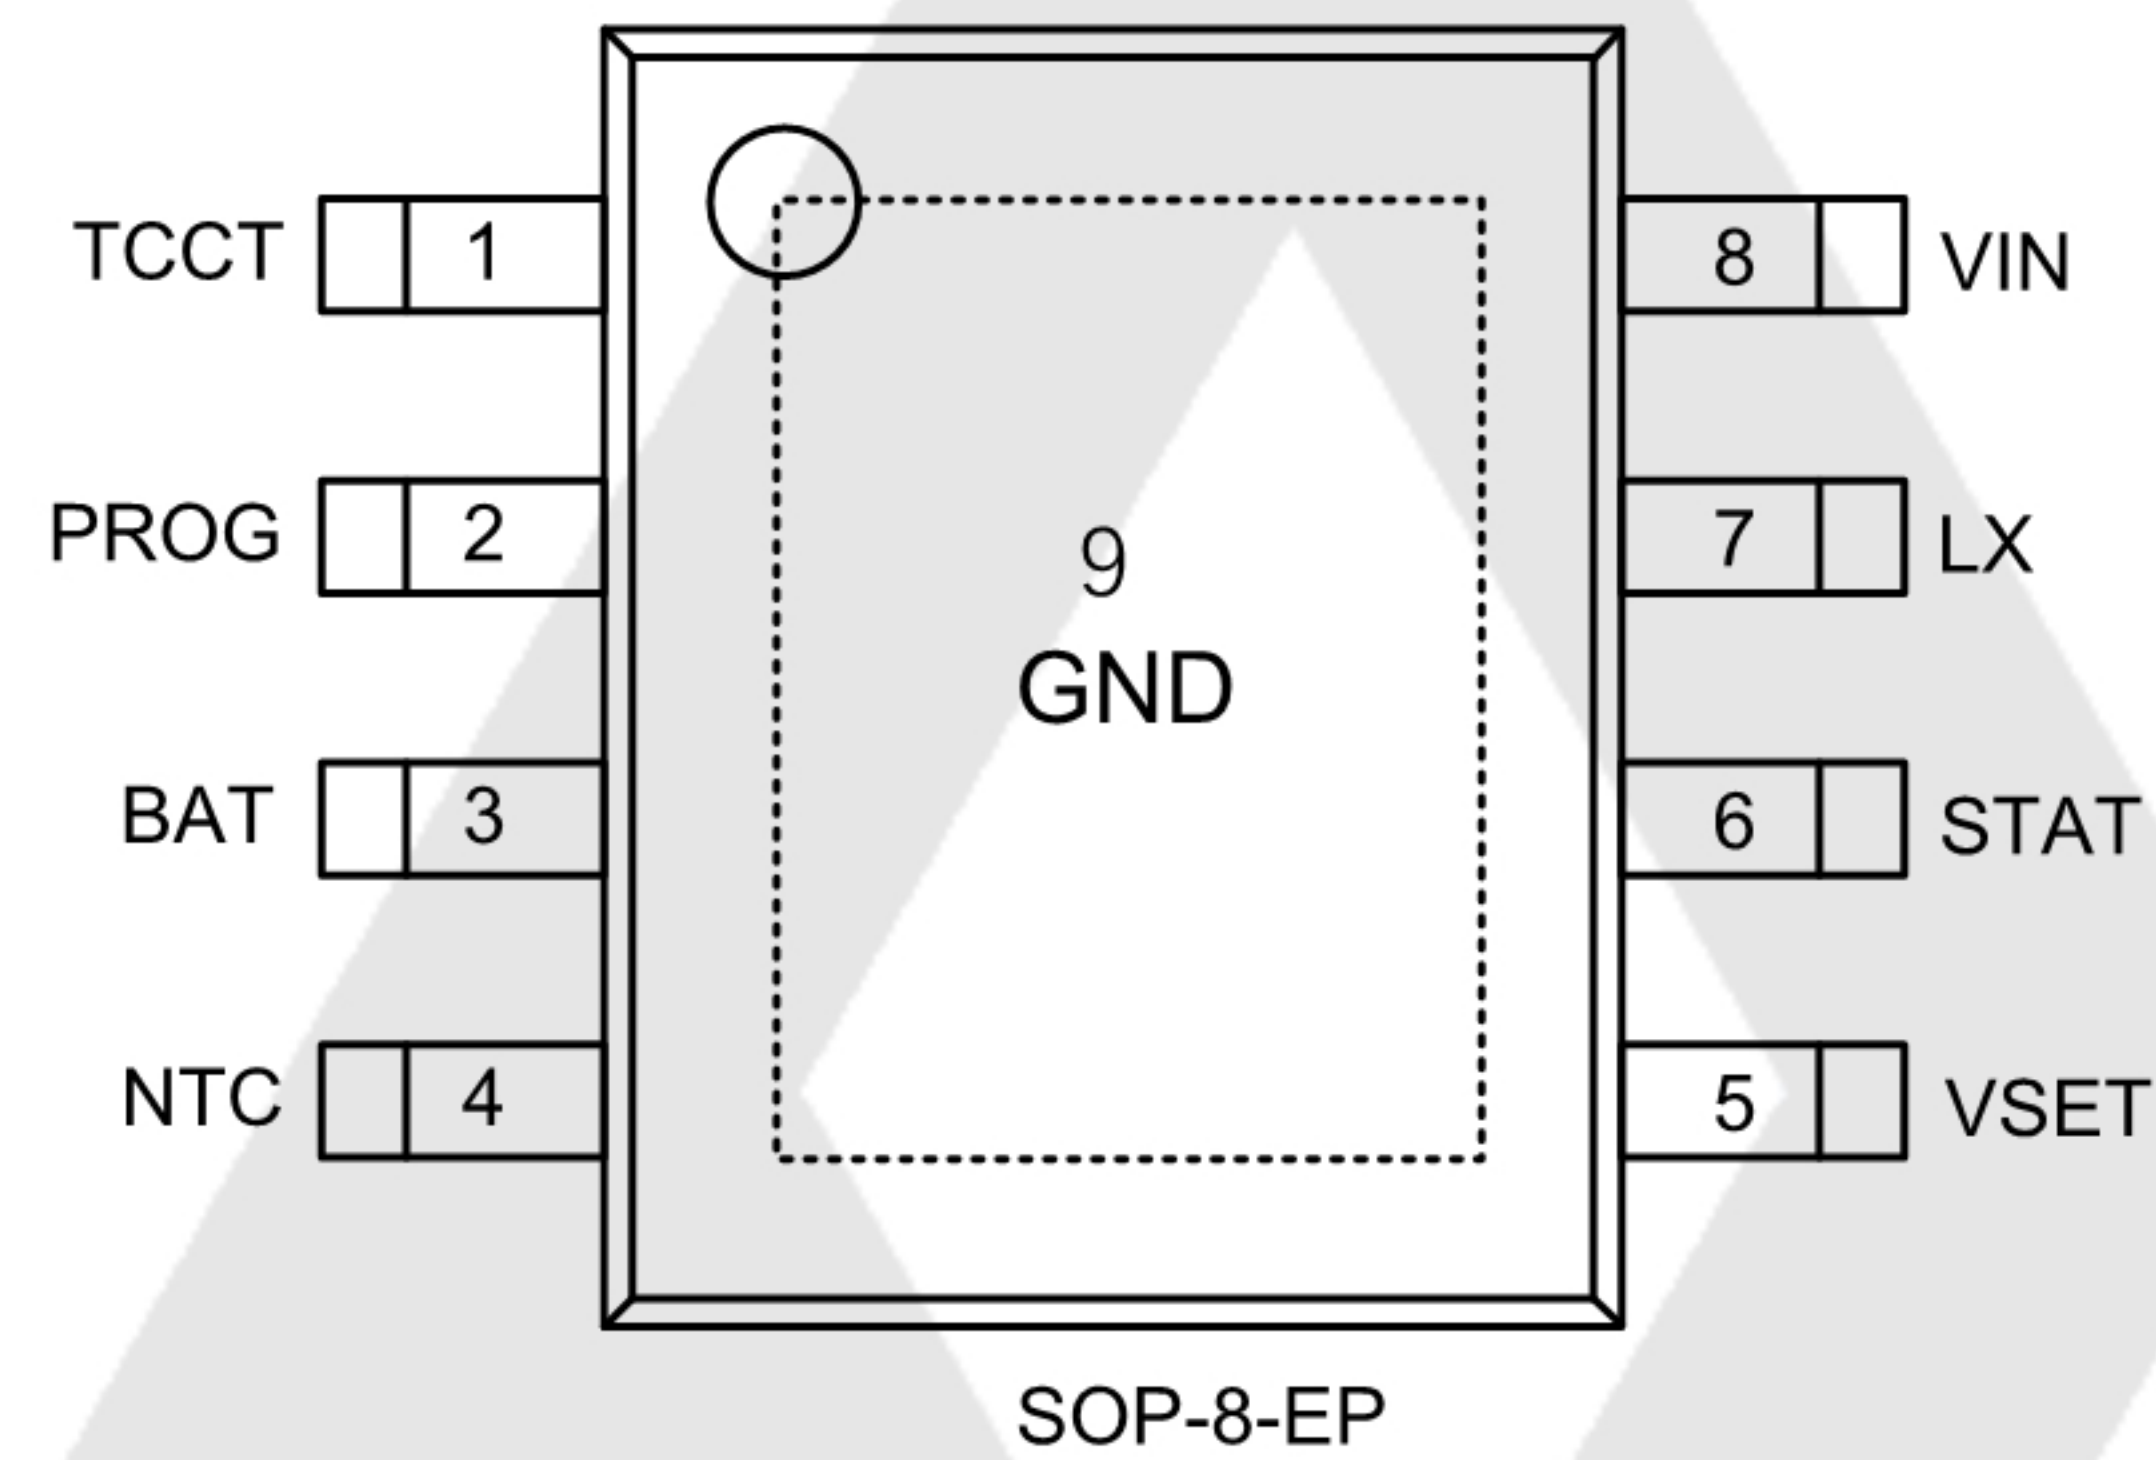 TCCT 1 8 VIN
PROG 2 7 LX
9
GND
BAT 3 6 STAT
NTC 4 5 VSET
SOP-8-EP